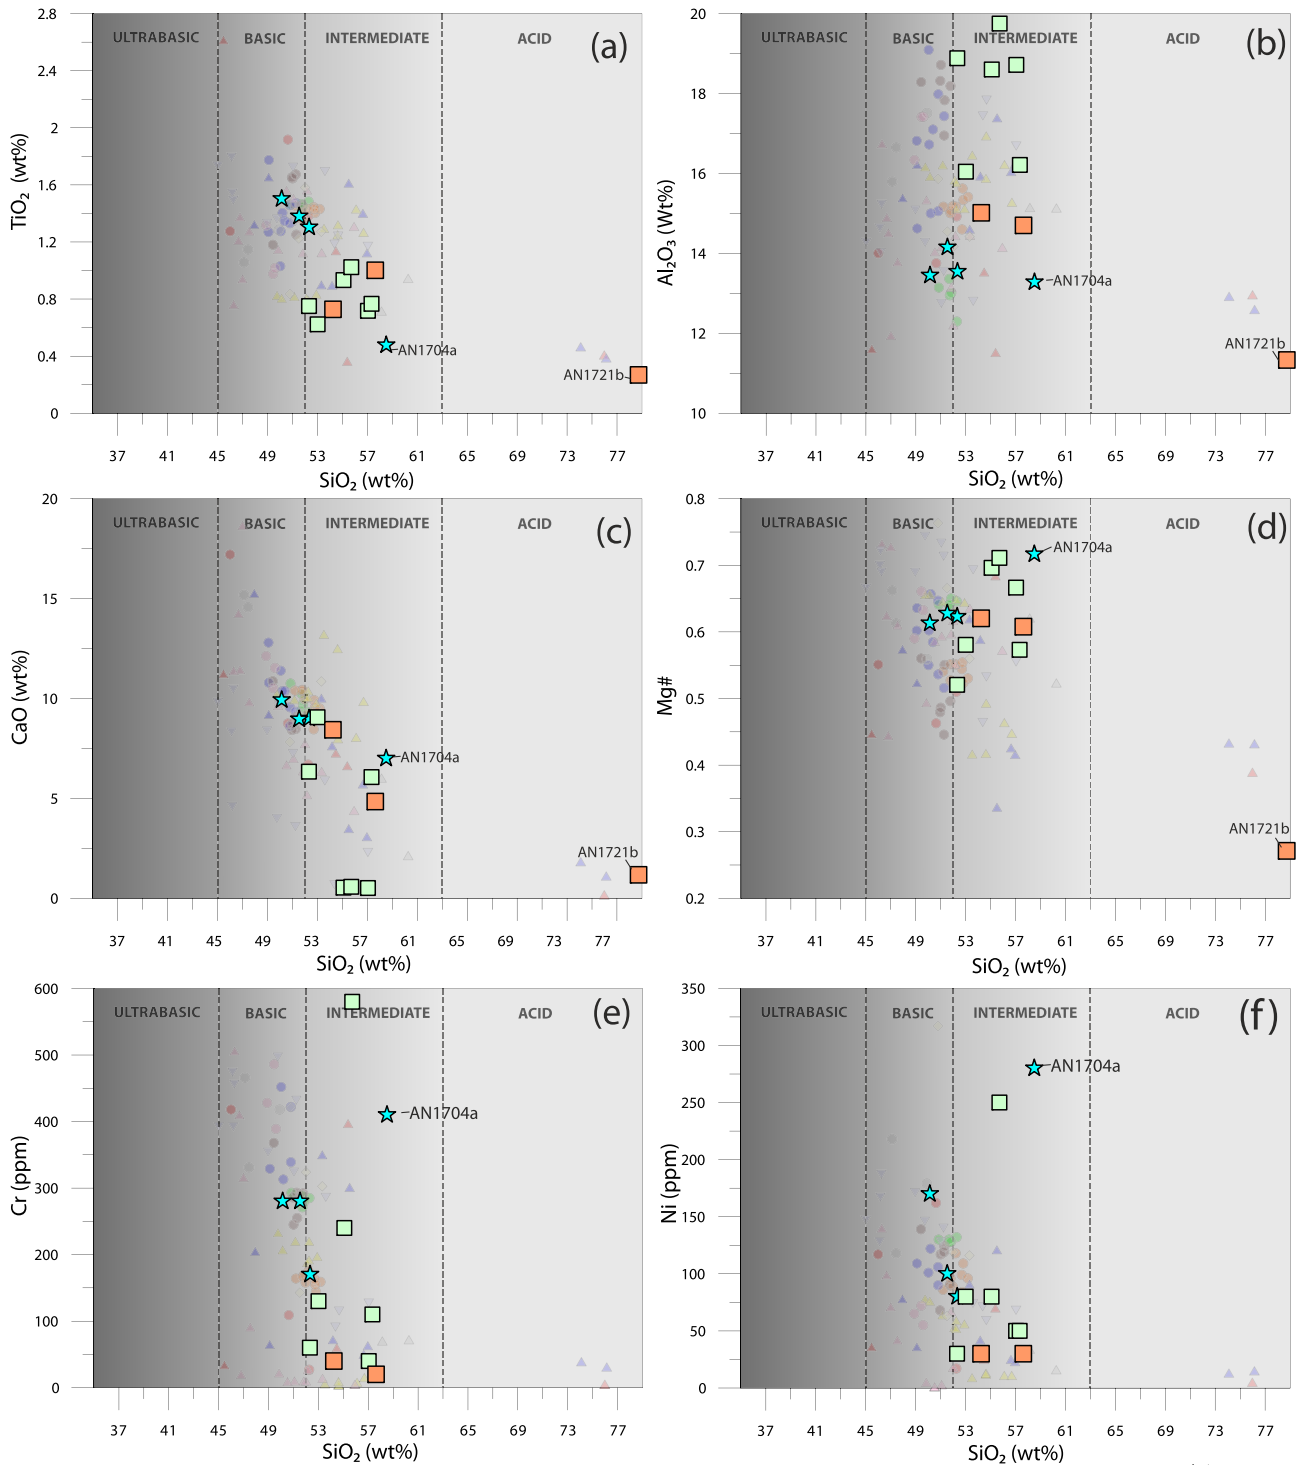 ULTRABASIC BASIC INTERMEDIATE ACID (a)
2.8
2.4
2
1.6
1.2
0.8
0.4
0
TiO₂ (wt%)
AN1704a
AN1721b
37 41 45 49 53 57 61 65 69 73 77
SiO₂ (wt%)
ULTRABASIC BASIC INTERMEDIATE ACID (b)
20
18
16
14
12
10
Al₂O₃ (Wt%)
AN1704a
AN1721b
37 41 45 49 53 57 61 65 69 73 77
SiO₂ (wt%)
ULTRABASIC BASIC INTERMEDIATE ACID (c)
20
15
10
5
0
CaO (wt%)
AN1704a
AN1721b
37 41 45 49 53 57 61 65 69 73 77
SiO₂ (wt%)
ULTRABASIC BASIC INTERMEDIATE ACID (d)
0.8
0.7
0.6
0.5
0.4
0.3
0.2
Mg#
AN1704a
AN1721b
37 41 45 49 53 57 61 65 69 73 77
SiO₂ (wt%)
ULTRABASIC BASIC INTERMEDIATE ACID (e)
600
500
400
300
200
100
0
Cr (ppm)
AN1704a
37 41 45 49 53 57 61 65 69 73 77
SiO₂ (wt%)
ULTRABASIC BASIC INTERMEDIATE ACID (f)
350
300
250
200
150
100
50
0
Ni (ppm)
AN1704a
37 41 45 49 53 57 61 65 69 73 77
SiO₂ (wt%)